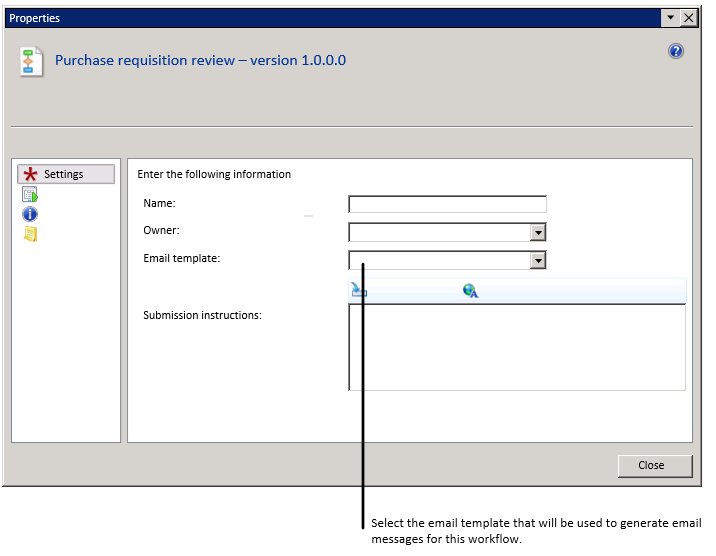 Properties
Purchase requisition review – version 1.0.0.0
Settings
Enter the following information
Name:
Owner:
Email template:
Submission instructions:
Close
Select the email template that will be used to generate email
messages for this workflow.